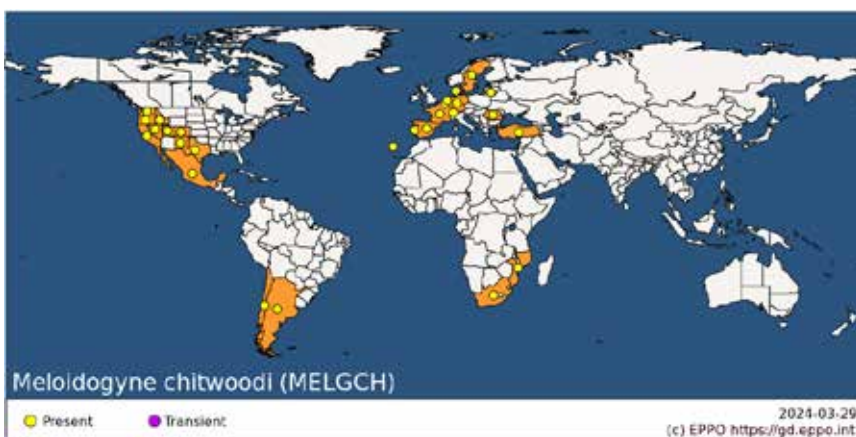 Meloidogyne chitwoodi (MELGCH)
Present
Transient
2024-03-29
(c) EPPO https://gd.eppo.int